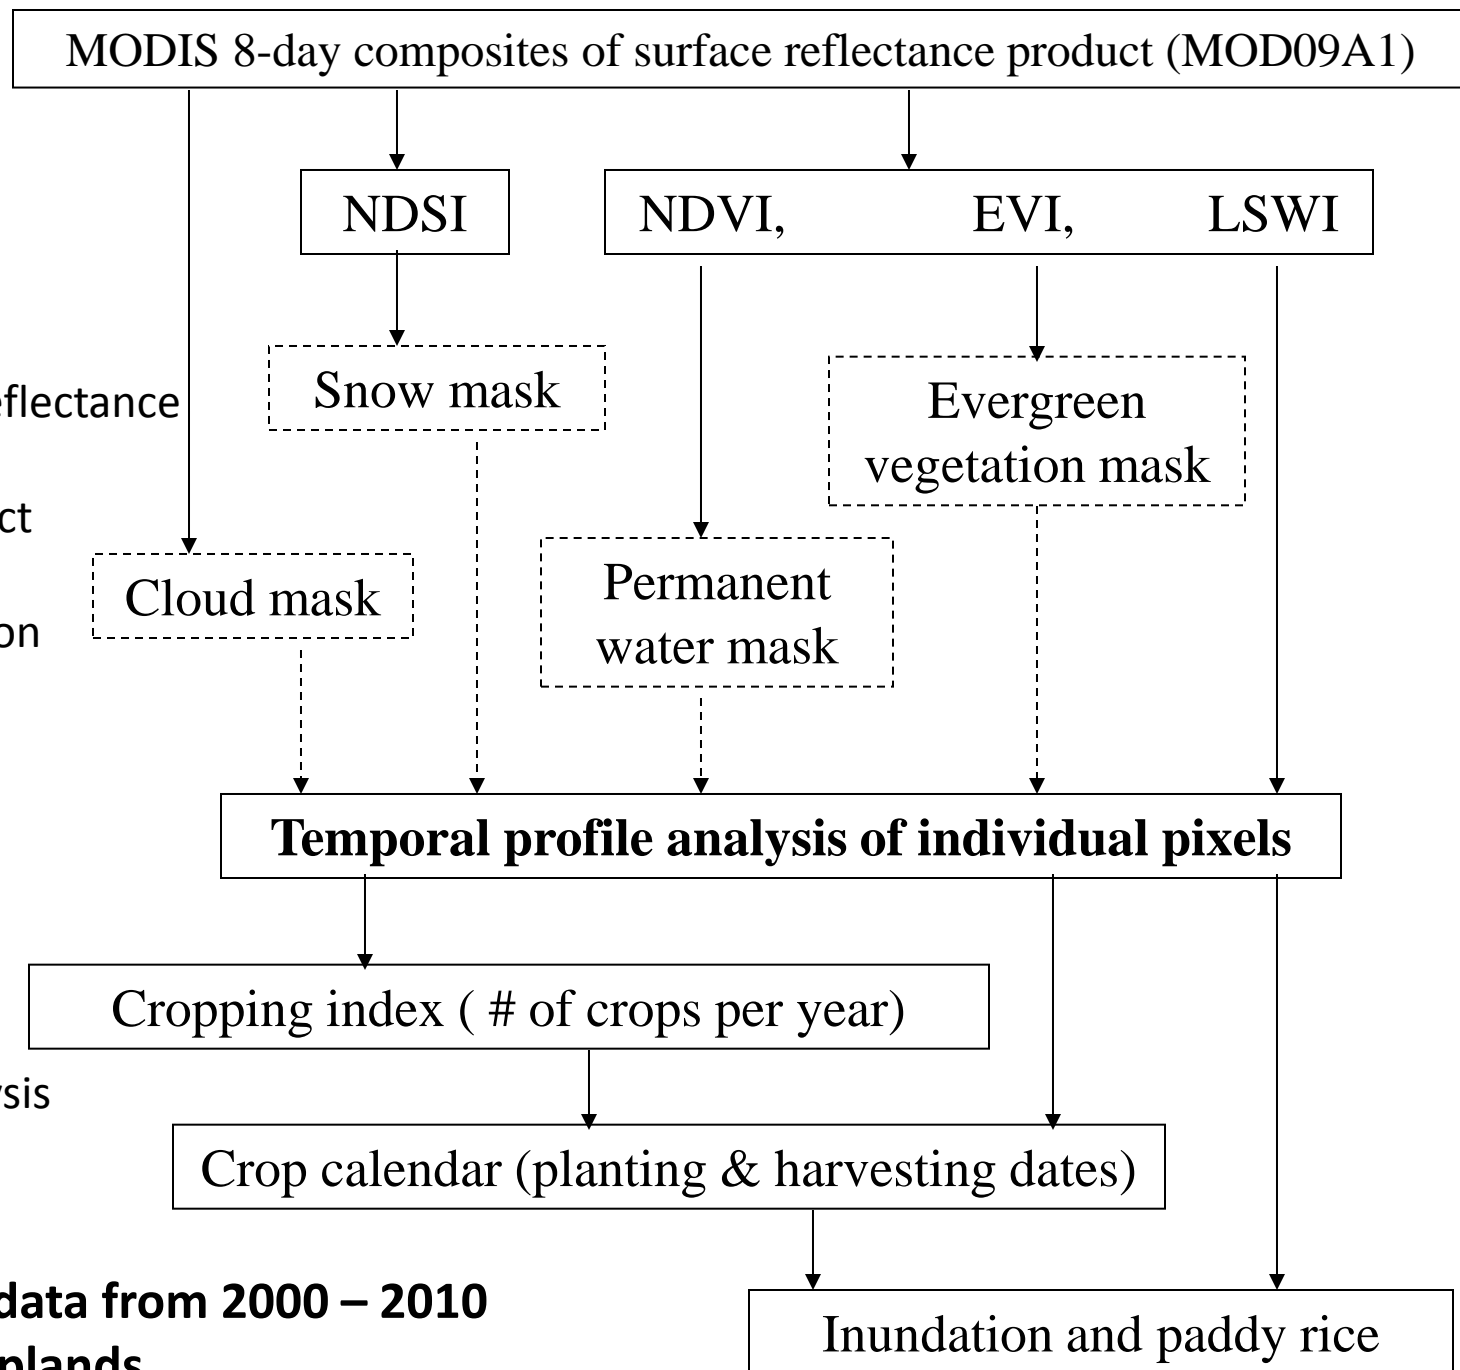 MODIS 8-day composites of surface reflectance product (MOD09A1)
NDSI
NDVI, EVI, LSWI
Snow mask
Evergreen
vegetation mask
Cloud mask
Permanent
water mask
Temporal profile analysis of individual pixels
Cropping index ( # of crops per year)
Crop calendar (planting & harvesting dates)
data from 2000 – 2010
Inundation and paddy rice